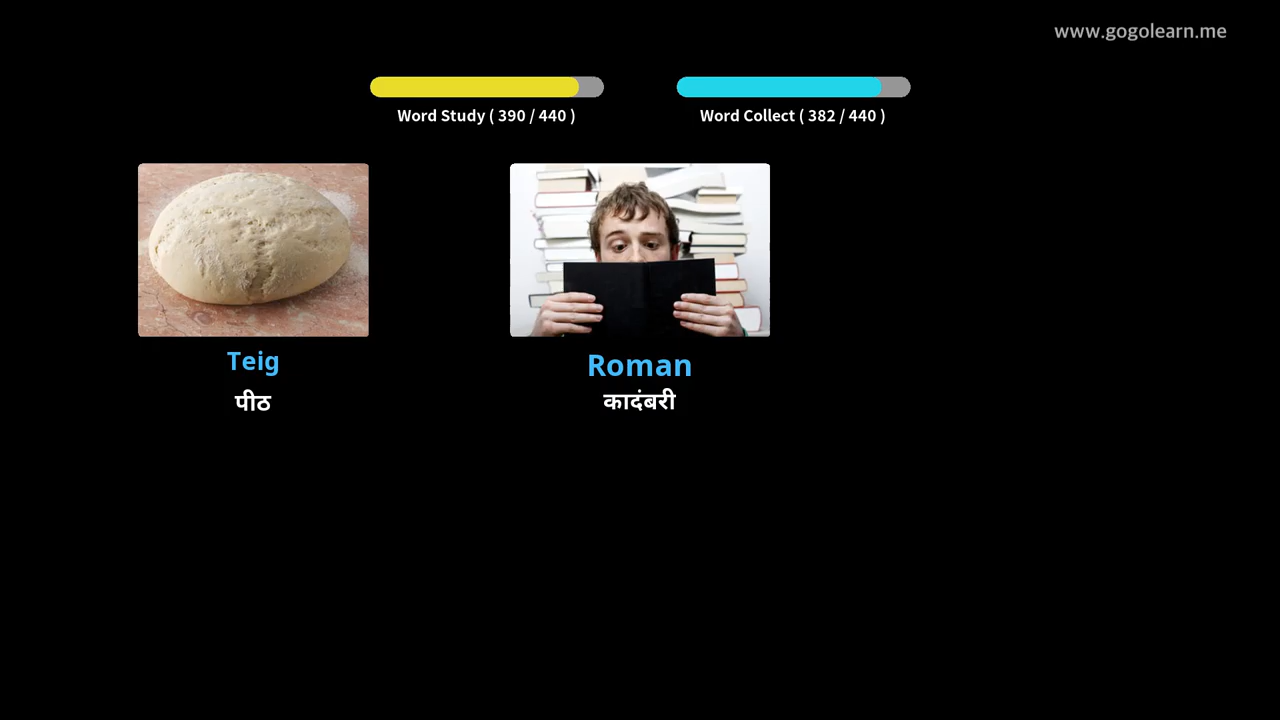 www.gogolearn.me
Word Study ( 390 / 440 )
Word Collect ( 382 / 440 )
Teig
पीठ
Roman
कादंबरी